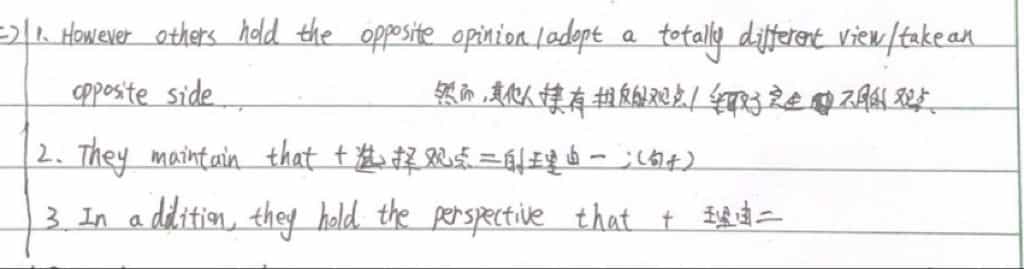 => 1. However others hold the opposite opinion/adopt a totally different view/take an
opposite side. 然而,其他人持有相反的观点/采取了完全不同的观点.
2. They maintain that + 选择观点二的理由一;(句子)
3. In addition, they hold the perspective that + 理由二